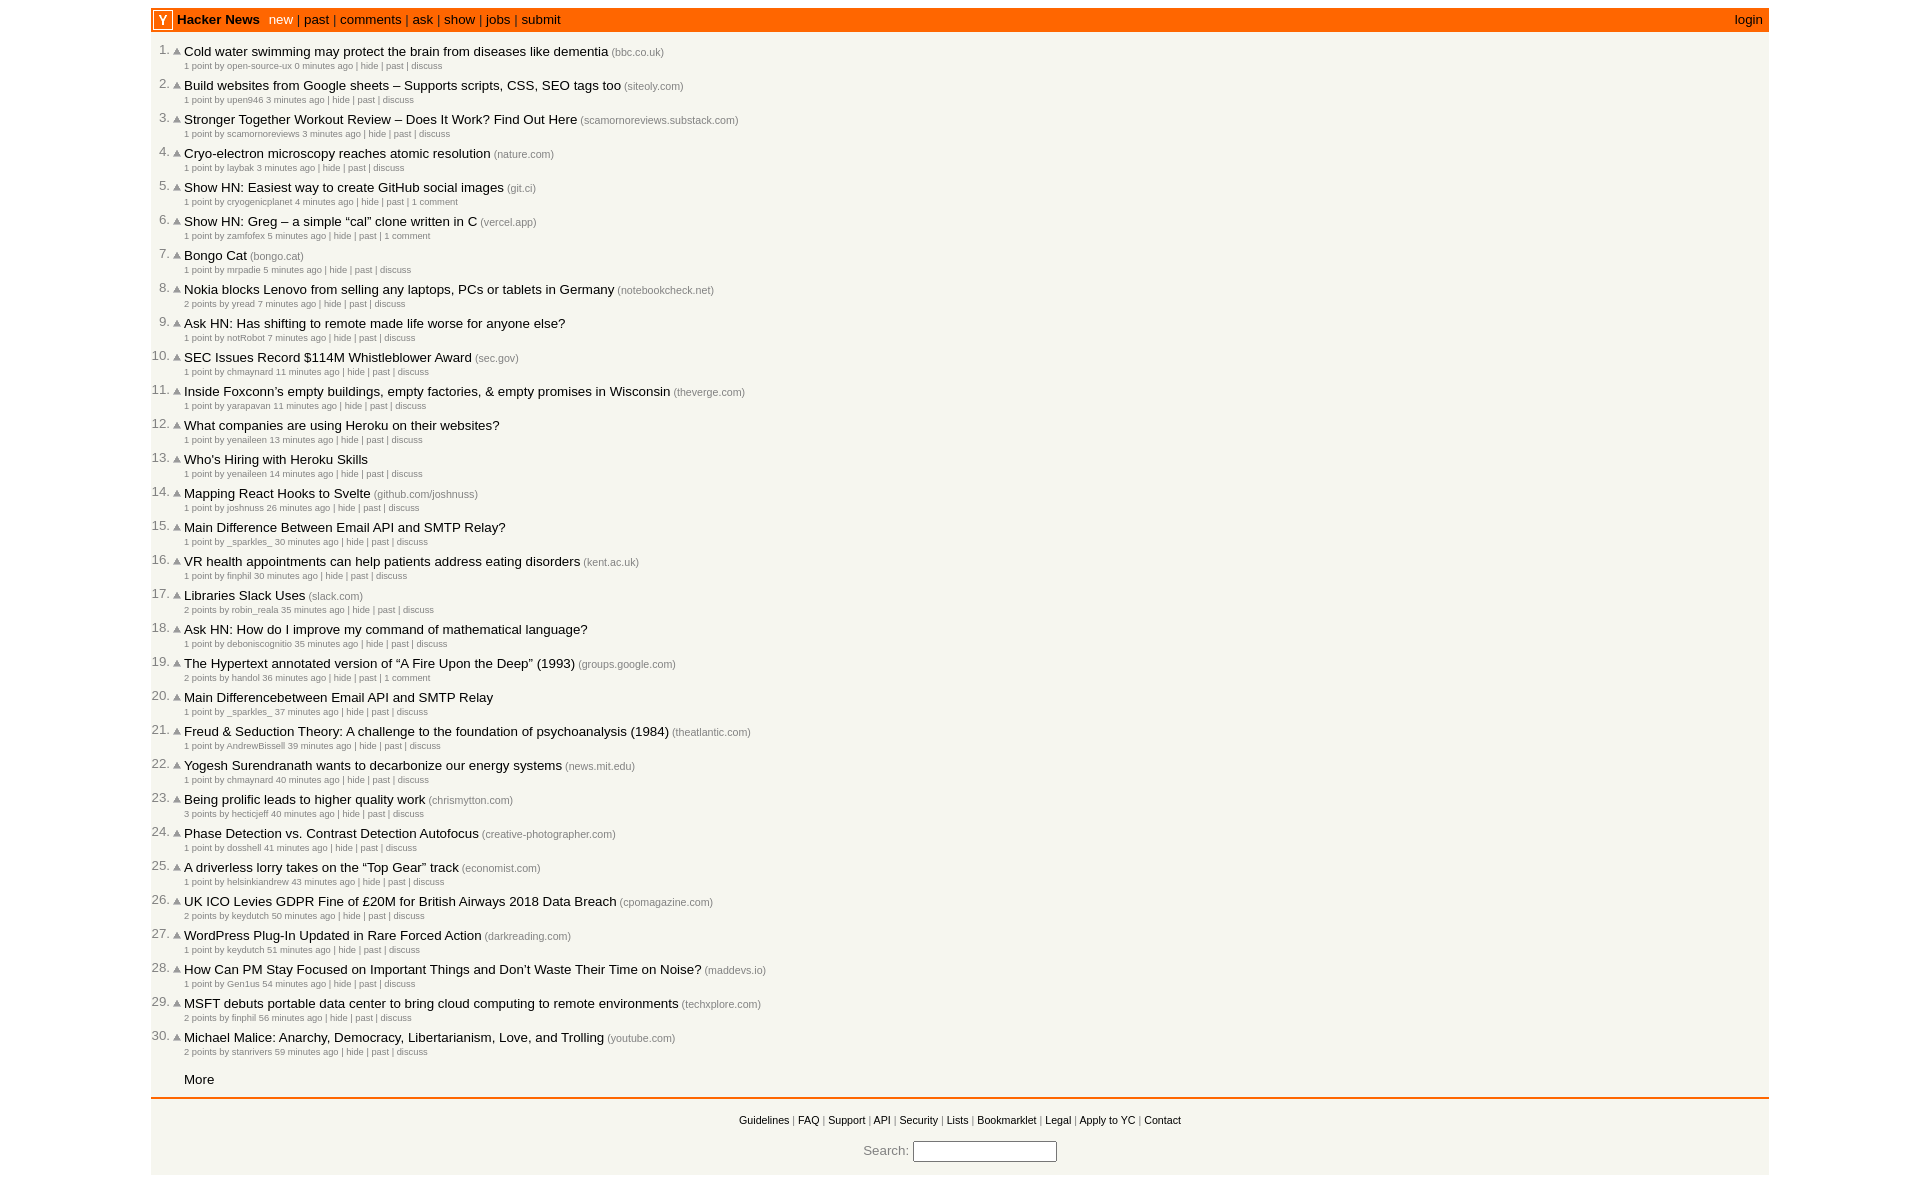 Y Hacker News new | past | comments | ask | show | jobs | submit login
1. Cold water swimming may protect the brain from diseases like dementia (bbc.co.uk)
1 point by open-source-ux 0 minutes ago | hide | past | discuss
2. Build websites from Google sheets – Supports scripts, CSS, SEO tags too (siteoly.com)
1 point by upen946 3 minutes ago | hide | past | discuss
3. Stronger Together Workout Review – Does It Work? Find Out Here (scamornoreviews.substack.com)
1 point by scamornoreviews 3 minutes ago | hide | past | discuss
4. Cryo-electron microscopy reaches atomic resolution (nature.com)
1 point by laybak 3 minutes ago | hide | past | discuss
5. Show HN: Easiest way to create GitHub social images (git.ci)
1 point by cryogenicplanet 4 minutes ago | hide | past | 1 comment
6. Show HN: Greg – a simple “cal” clone written in C (vercel.app)
1 point by zamfofex 5 minutes ago | hide | past | 1 comment
7. Bongo Cat (bongo.cat)
1 point by mrpadie 5 minutes ago | hide | past | discuss
8. Nokia blocks Lenovo from selling any laptops, PCs or tablets in Germany (notebookcheck.net)
2 points by yread 7 minutes ago | hide | past | discuss
9. Ask HN: Has shifting to remote made life worse for anyone else?
1 point by notRobot 7 minutes ago | hide | past | discuss
10. SEC Issues Record $114M Whistleblower Award (sec.gov)
1 point by chmaynard 11 minutes ago | hide | past | discuss
11. Inside Foxconn’s empty buildings, empty factories, & empty promises in Wisconsin (theverge.com)
1 point by yarapavan 11 minutes ago | hide | past | discuss
12. What companies are using Heroku on their websites?
1 point by yenaileen 13 minutes ago | hide | past | discuss
13. Who's Hiring with Heroku Skills
1 point by yenaileen 14 minutes ago | hide | past | discuss
14. Mapping React Hooks to Svelte (github.com/joshnuss)
1 point by joshnuss 26 minutes ago | hide | past | discuss
15. Main Difference Between Email API and SMTP Relay?
1 point by _sparkles_ 30 minutes ago | hide | past | discuss
16. VR health appointments can help patients address eating disorders (kent.ac.uk)
1 point by finphil 30 minutes ago | hide | past | discuss
17. Libraries Slack Uses (slack.com)
2 points by robin_reala 35 minutes ago | hide | past | discuss
18. Ask HN: How do I improve my command of mathematical language?
1 point by deboniscognitio 35 minutes ago | hide | past | discuss
19. The Hypertext annotated version of “A Fire Upon the Deep” (1993) (groups.google.com)
2 points by handol 36 minutes ago | hide | past | 1 comment
20. Main Differencebetween Email API and SMTP Relay
1 point by _sparkles_ 37 minutes ago | hide | past | discuss
21. Freud & Seduction Theory: A challenge to the foundation of psychoanalysis (1984) (theatlantic.com)
1 point by AndrewBissell 39 minutes ago | hide | past | discuss
22. Yogesh Surendranath wants to decarbonize our energy systems (news.mit.edu)
1 point by chmaynard 40 minutes ago | hide | past | discuss
23. Being prolific leads to higher quality work (chrismytton.com)
3 points by hecticjeff 40 minutes ago | hide | past | discuss
24. Phase Detection vs. Contrast Detection Autofocus (creative-photographer.com)
1 point by dosshell 41 minutes ago | hide | past | discuss
25. A driverless lorry takes on the “Top Gear” track (economist.com)
1 point by helsinkiandrew 43 minutes ago | hide | past | discuss
26. UK ICO Levies GDPR Fine of £20M for British Airways 2018 Data Breach (cpomagazine.com)
2 points by keydutch 50 minutes ago | hide | past | discuss
27. WordPress Plug-In Updated in Rare Forced Action (darkreading.com)
1 point by keydutch 51 minutes ago | hide | past | discuss
28. How Can PM Stay Focused on Important Things and Don’t Waste Their Time on Noise? (maddevs.io)
1 point by Gen1us 54 minutes ago | hide | past | discuss
29. MSFT debuts portable data center to bring cloud computing to remote environments (techxplore.com)
2 points by finphil 56 minutes ago | hide | past | discuss
30. Michael Malice: Anarchy, Democracy, Libertarianism, Love, and Trolling (youtube.com)
2 points by stanrivers 59 minutes ago | hide | past | discuss
More
Guidelines | FAQ | Support | API | Security | Lists | Bookmarklet | Legal | Apply to YC | Contact
Search: